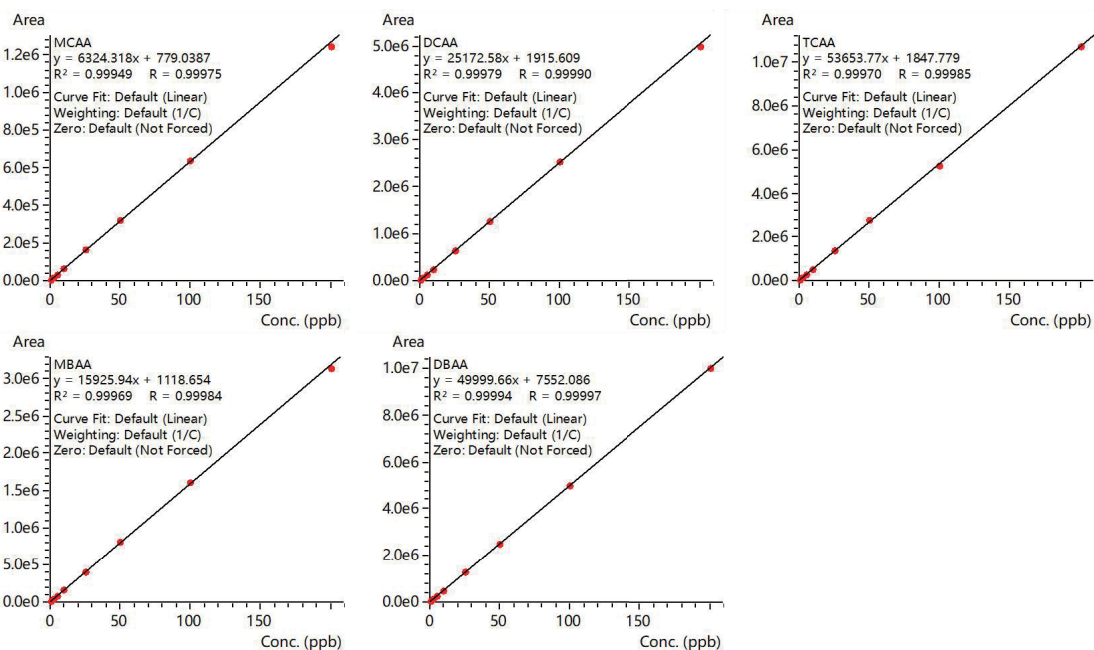 Area
MCAA
y = 6324.318x + 779.0387
R² = 0.99949 R = 0.99975
Curve Fit: Default (Linear)
Weighting: Default (1/C)
Zero: Default (Not Forced)
1.2e6
1.0e6
8.0e5
6.0e5
4.0e5
2.0e5
0.0e0
0 50 100 150
Conc. (ppb)
Area
DCAA
y = 25172.58x + 1915.609
R² = 0.99979 R = 0.99990
Curve Fit: Default (Linear)
Weighting: Default (1/C)
Zero: Default (Not Forced)
5.0e6
4.0e6
3.0e6
2.0e6
1.0e6
0.0e0
0 50 100 150
Conc. (ppb)
Area
TCAA
y = 53653.77x + 1847.779
R² = 0.99970 R = 0.99985
Curve Fit: Default (Linear)
Weighting: Default (1/C)
Zero: Default (Not Forced)
1.0e7
8.0e6
6.0e6
4.0e6
2.0e6
0.0e0
0 50 100 150
Conc. (ppb)
Area
MBAA
y = 15925.94x + 1118.654
R² = 0.99969 R = 0.99984
Curve Fit: Default (Linear)
Weighting: Default (1/C)
Zero: Default (Not Forced)
3.0e6
2.5e6
2.0e6
1.5e6
1.0e6
5.0e5
0.0e0
0 50 100 150
Conc. (ppb)
Area
DBAA
y = 49999.66x + 7552.086
R² = 0.99994 R = 0.99997
Curve Fit: Default (Linear)
Weighting: Default (1/C)
Zero: Default (Not Forced)
1.0e7
8.0e6
6.0e6
4.0e6
2.0e6
0.0e0
0 50 100 150
Conc. (ppb)